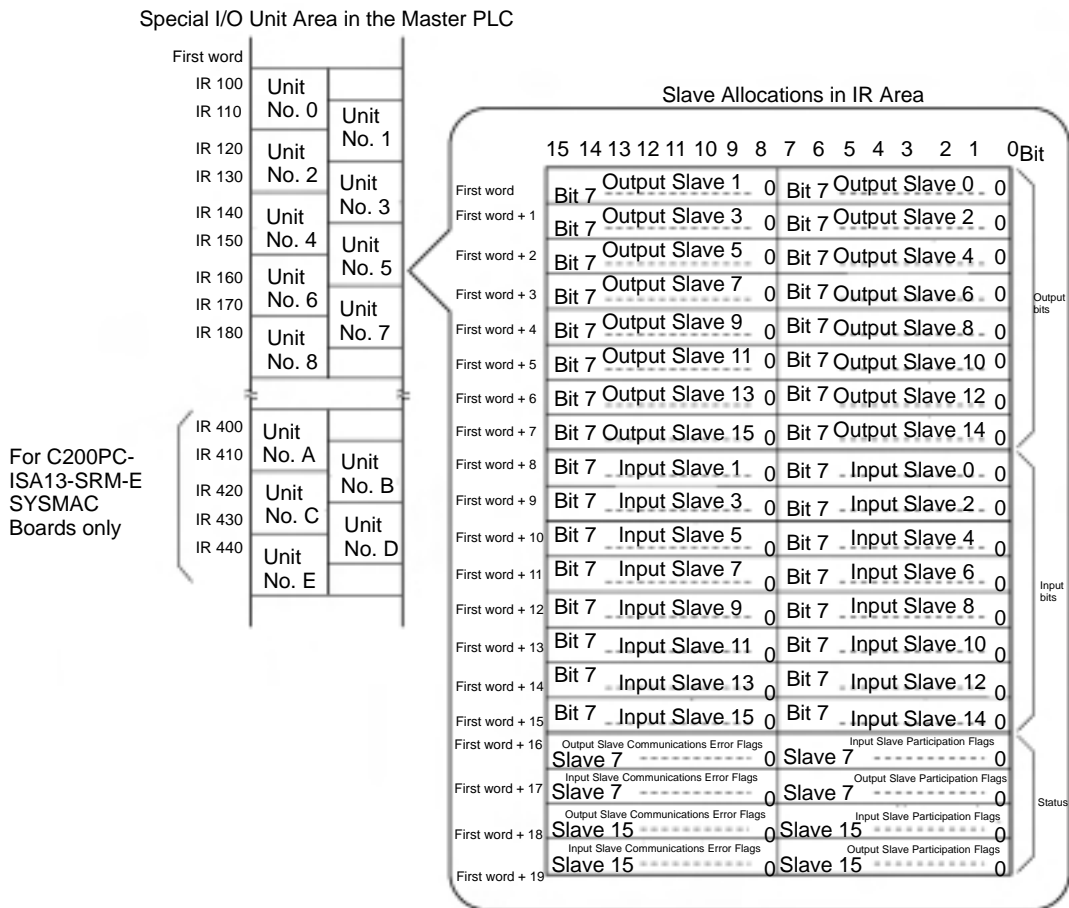 Special I/O Unit Area in the Master PLC
First word
IR 100
IR 110
IR 120
IR 130
IR 140
IR 150
IR 160
IR 170
IR 180
Unit
No. 0
Unit
No. 1
Unit
No. 2
Unit
No. 3
Unit
No. 4
Unit
No. 5
Unit
No. 6
Unit
No. 7
Unit
No. 8
For C200PC-
ISA13-SRM-E
SYSMAC
Boards only
IR 400
IR 410
IR 420
IR 430
IR 440
Unit
No. A
Unit
No. B
Unit
No. C
Unit
No. D
Unit
No. E
Slave Allocations in IR Area
15 14 13 12 11 10 9 8 7 6 5 4 3 2 1 0 Bit
First word Bit 7 Output Slave 1 0 Bit 7 Output Slave 0 0
First word + 1 Bit 7 Output Slave 3 0 Bit 7 Output Slave 2 0
First word + 2 Bit 7 Output Slave 5 0 Bit 7 Output Slave 4 0
First word + 3 Bit 7 Output Slave 7 0 Bit 7 Output Slave 6 0
First word + 4 Bit 7 Output Slave 9 0 Bit 7 Output Slave 8 0
First word + 5 Bit 7 Output Slave 11 0 Bit 7 Output Slave 10 0
First word + 6 Bit 7 Output Slave 13 0 Bit 7 Output Slave 12 0
First word + 7 Bit 7 Output Slave 15 0 Bit 7 Output Slave 14 0
Output
bits
First word + 8 Bit 7 Input Slave 1 0 Bit 7 Input Slave 0 0
First word + 9 Bit 7 Input Slave 3 0 Bit 7 Input Slave 2 0
First word + 10 Bit 7 Input Slave 5 0 Bit 7 Input Slave 4 0
First word + 11 Bit 7 Input Slave 7 0 Bit 7 Input Slave 6 0
First word + 12 Bit 7 Input Slave 9 0 Bit 7 Input Slave 8 0
First word + 13 Bit 7 Input Slave 11 0 Bit 7 Input Slave 10 0
First word + 14 Bit 7 Input Slave 13 0 Bit 7 Input Slave 12 0
First word + 15 Bit 7 Input Slave 15 0 Bit 7 Input Slave 14 0
Input
bits
First word + 16 Output Slave Communications Error Flags Input Slave Participation Flags
Slave 7 0 Slave 7 0
First word + 17 Input Slave Communications Error Flags Output Slave Participation Flags
Slave 7 0 Slave 7 0
Status
Output Slave Communications Error Flags Input Slave Participation Flags
First word + 18 Slave 15 0 Slave 15 0
Input Slave Communications Error Flags Output Slave Participation Flags
First word + 19 Slave 15 0 Slave 15 0